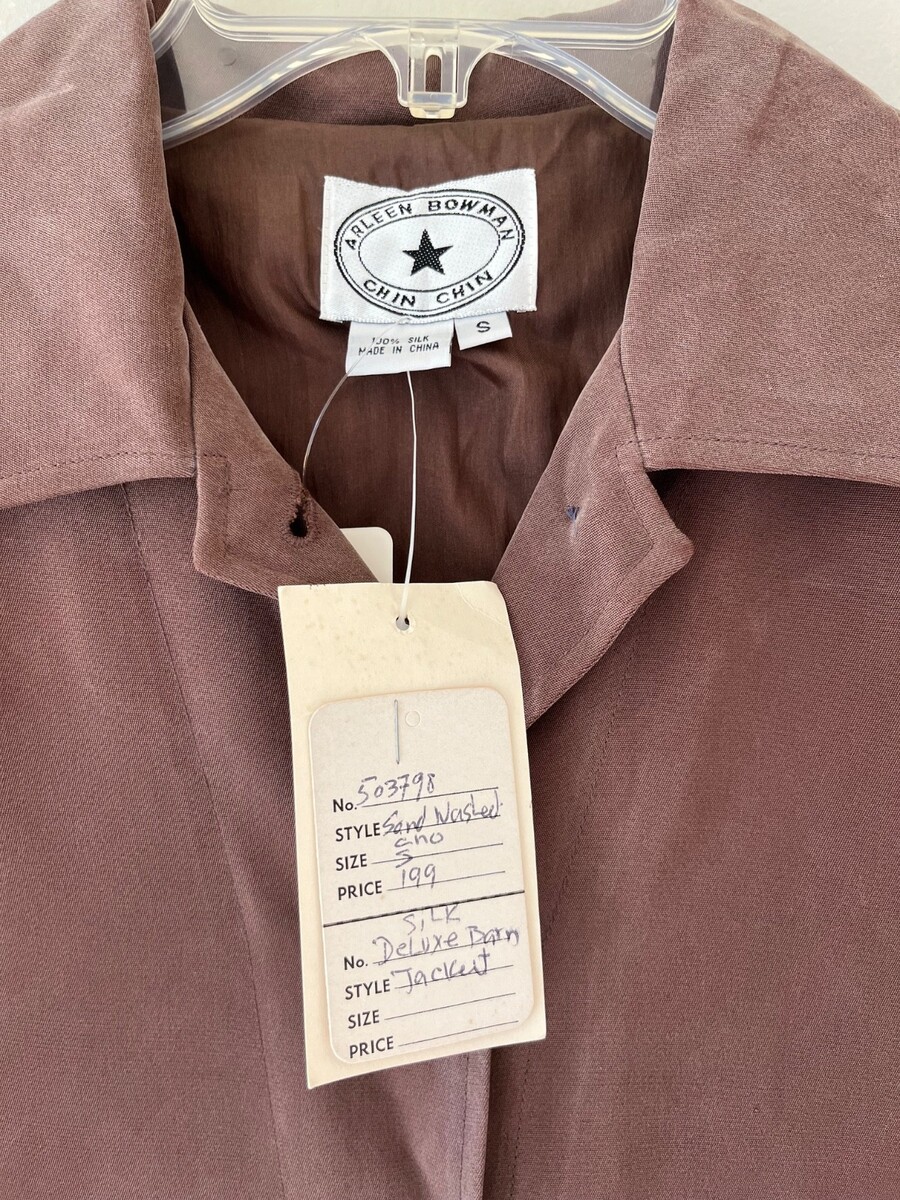 ARLEEN BOWMAN
CHIN CHIN
S
100% SILK
MADE IN CHINA
No. 503798
STYLE Sand Washed
SIZE S
PRICE 199
SILK
No. DeLuxe Barn
STYLE Jacket
SIZE
PRICE